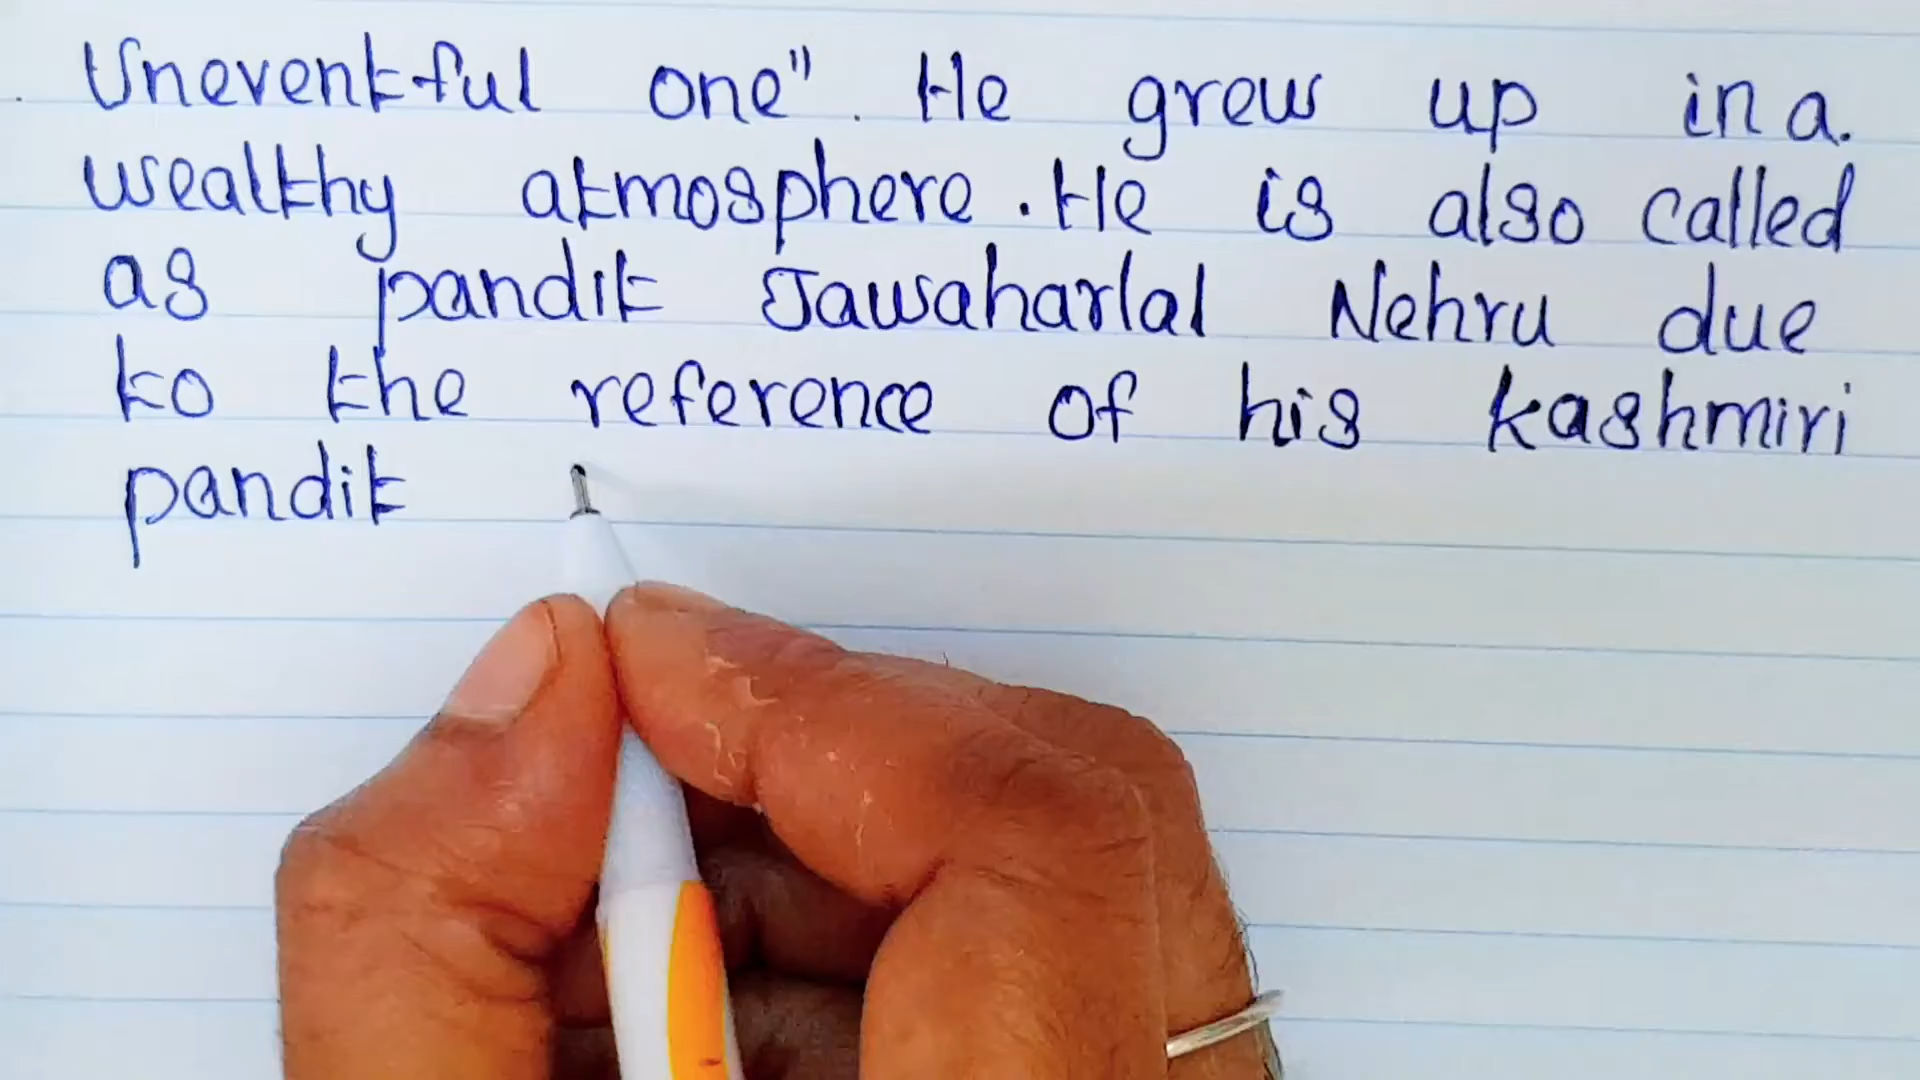 Uneventful one". He grew up in a.
wealthy atmosphere. He is also called
as pandit Jawaharlal Nehru due
to the reference of his kashmiri
pandit